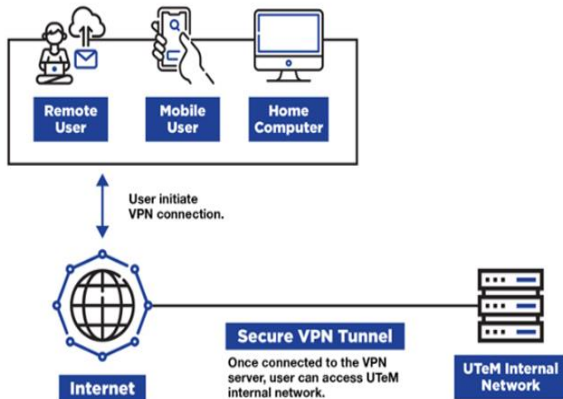 Remote
User
Mobile
User
Home
Computer
User initiate
VPN connection.
Secure VPN Tunnel
Once connected to the VPN
server, user can access UTeM
internal network.
Internet
UTeM Internal
Network